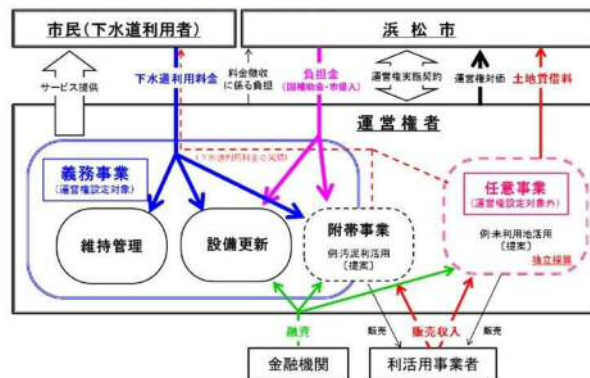 市民(下水道利用者)
浜松市
サービス提供
下水道利用料金
料金徴収
に係る負担
負担金
(国補助金・市繰入)
運営権実施契約
運営権対価
土地賃借料
運営権者
義務事業
(運営権設定対象)
任意事業
(運営権設定対象外)
維持管理
設備更新
附帯事業
例:汚泥利活用
[提案]
例:未利用地活用
[提案]
独立採算
融資
販売
販売収入
販売
金融機関
利活用事業者